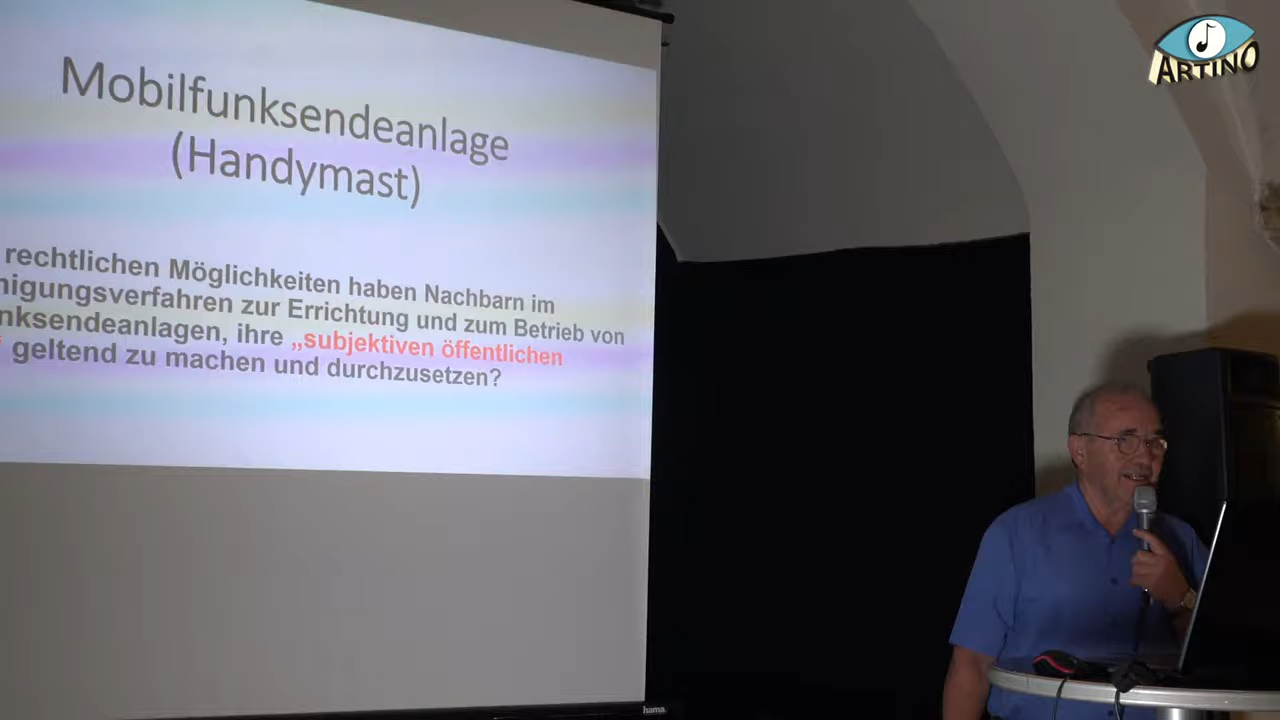 Mobilfunksendeanlage
(Handymast)
rechtlichen Möglichkeiten haben Nachbarn im
nigungsverfahren zur Errichtung und zum Betrieb von
nksendeanlagen, ihre „subjektiven öffentlichen
“ geltend zu machen und durchzusetzen?
ARTINO
hama.